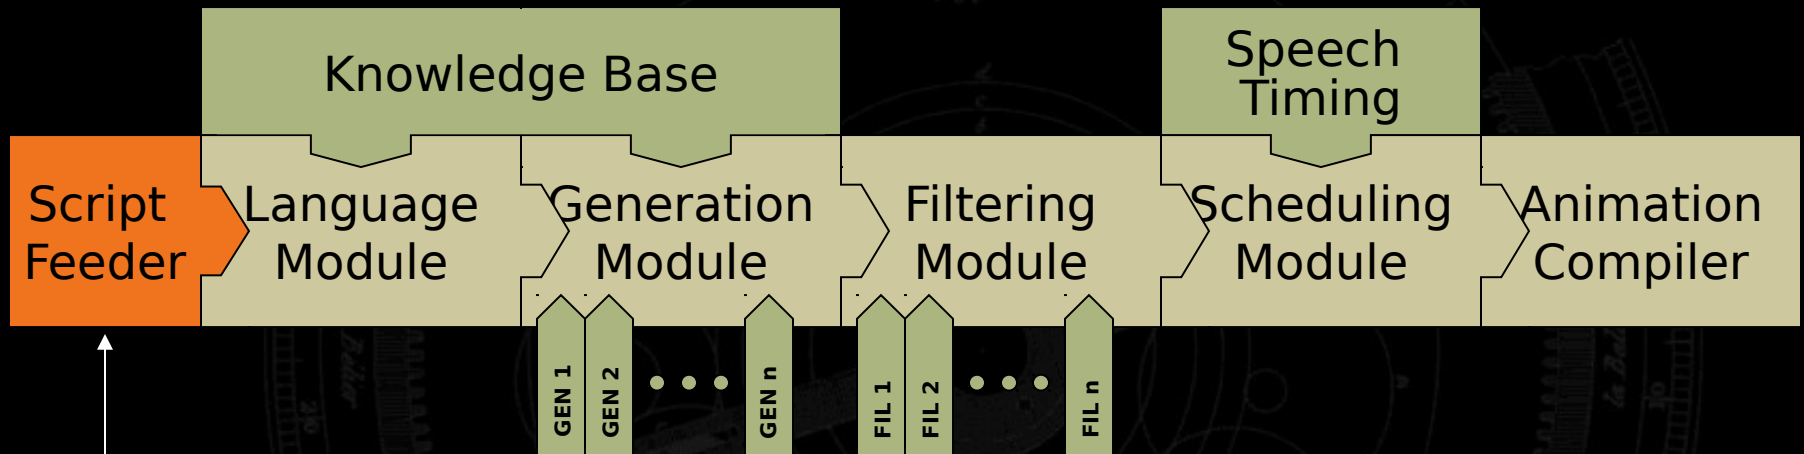 Knowledge Base
Speech
Timing
Script
Feeder
Language
Module
Generation
Module
Filtering
Module
Scheduling
Module
Animation
Compiler
GEN 1
GEN 2
GEN n
FIL 1
FIL 2
FIL n